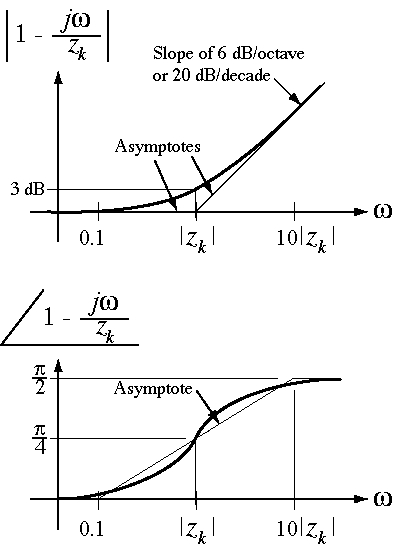 |1 - jω/z_k|
Slope of 6 dB/octave
or 20 dB/decade
Asymptotes
3 dB
ω
0.1
|z_k|
10|z_k|
∠ 1 - jω/z_k
π/2
Asymptote
π/4
ω
0.1
|z_k|
10|z_k|